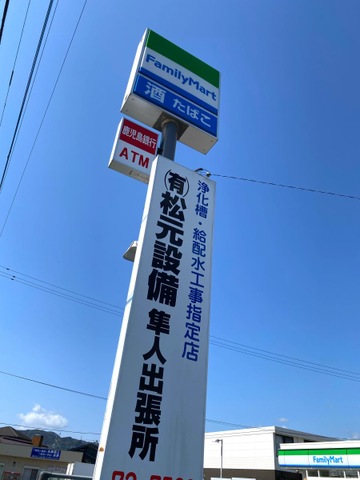 FamilyMart
酒 たばこ
鹿児島銀行
ATM
浄化槽・給配水工事指定店
(有)松元設備 隼人出張所
FamilyMart
FamilyMart